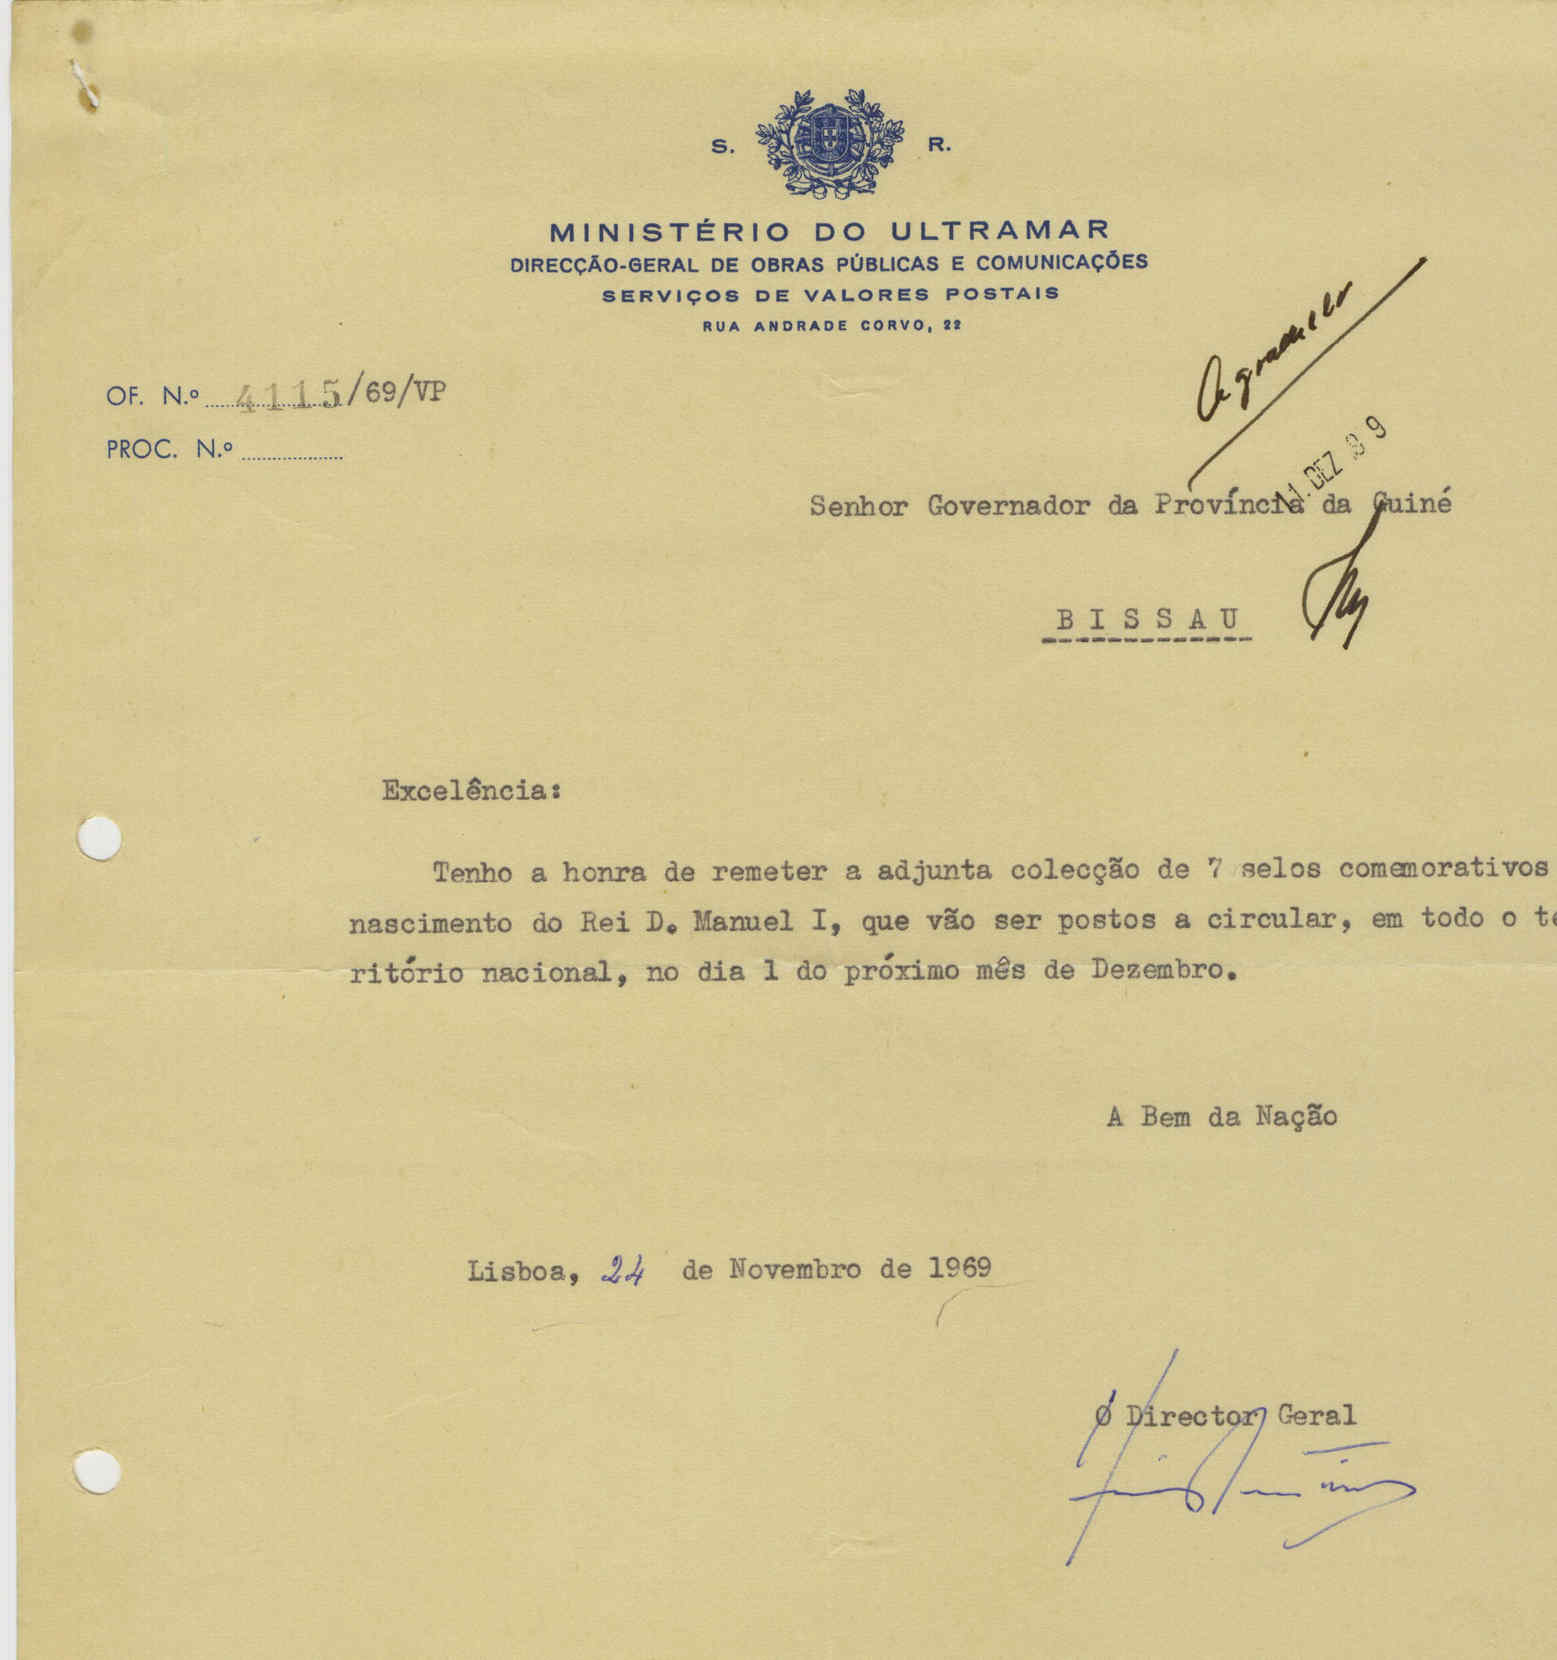 S. R.
MINISTÉRIO DO ULTRAMAR
DIRECÇÃO-GERAL DE OBRAS PÚBLICAS E COMUNICAÇÕES
SERVIÇOS DE VALORES POSTAIS
RUA ANDRADE CORVO, 22
Agradecer
OF. N.º 4115/69/VP
PROC. N.º
DEZ
Senhor Governador da Província da Guiné
BISSAU
Excelência:
Tenho a honra de remeter a adjunta colecção de 7 selos comemorativos
nascimento do Rei D. Manuel I, que vão ser postos a circular, em todo o te
ritório nacional, no dia 1 do próximo mês de Dezembro.
A Bem da Nação
Lisboa, 24 de Novembro de 1969
O Director Geral